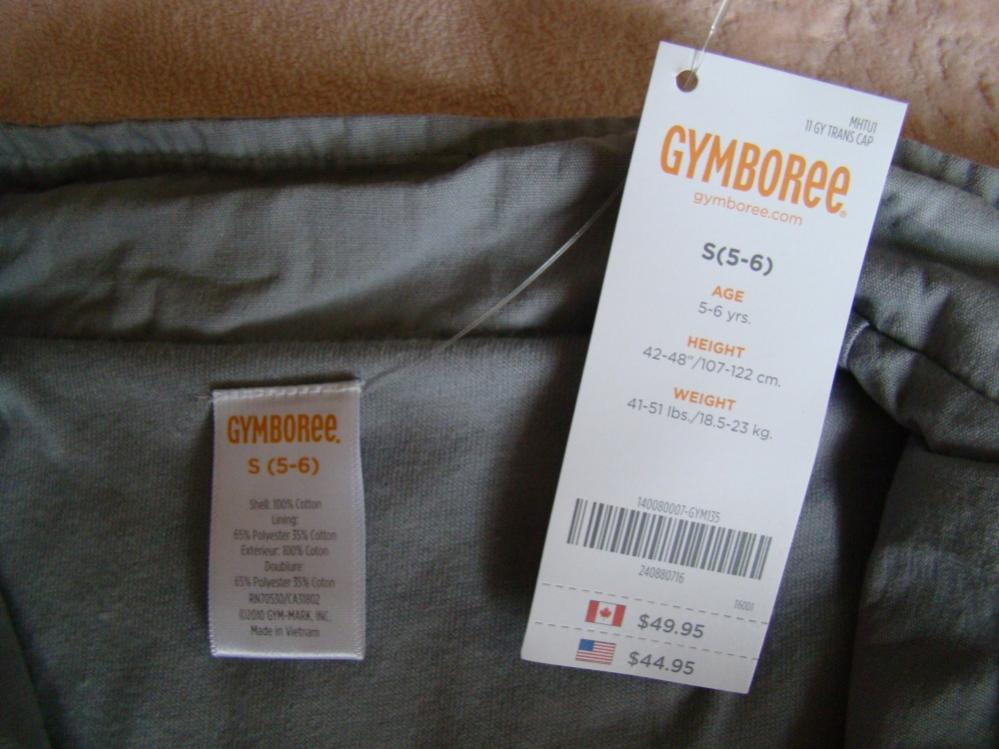 MHTU1
11 GY TRANS CAP
GYMBOREE
gymboree.com
S(5-6)
AGE
5-6 yrs.
HEIGHT
42-48"/107-122 cm.
WEIGHT
41-51 lbs./18.5-23 kg.
140080007-GYM135
240880716
16001
$49.95
$44.95
GYMBOREE.
S (5-6)
Shell: 100% Cotton
Lining:
65% Polyester 35% Cotton
Exterieur: 100% Coton
Doublure:
65% Polyester 35% Coton
RN70530/CA31802
©2010 GYM-MARK, INC.
Made in Vietnam